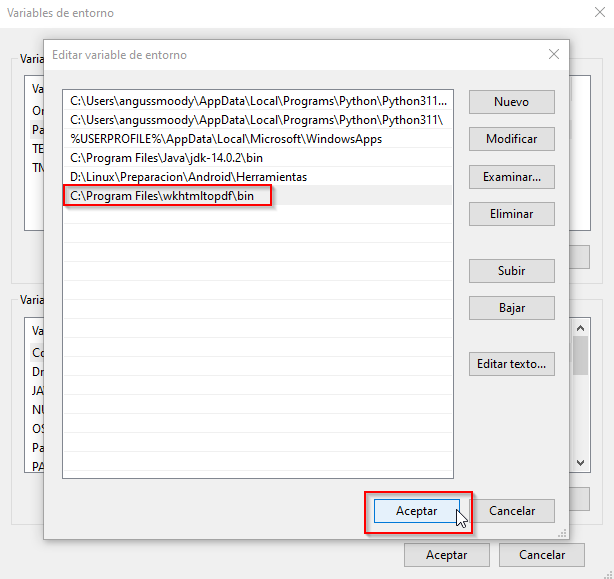 Variables de entorno
Editar variable de entorno
Varia
Va
On
Pa
TE
TM
C:\Users\angussmoody\AppData\Local\Programs\Python\Python311...
C:\Users\angussmoody\AppData\Local\Programs\Python\Python311\
%USERPROFILE%\AppData\Local\Microsoft\WindowsApps
C:\Program Files\Java\jdk-14.0.2\bin
D:\Linux\Preparacion\Android\Herramientas
C:\Program Files\wkhtmltopdf\bin
Nuevo
Modificar
Examinar...
Eliminar
Subir
Bajar
Editar texto...
Varia
Va
Co
Dr
JA
NU
OS
Pa
PA
Aceptar
Cancelar
Aceptar
Cancelar